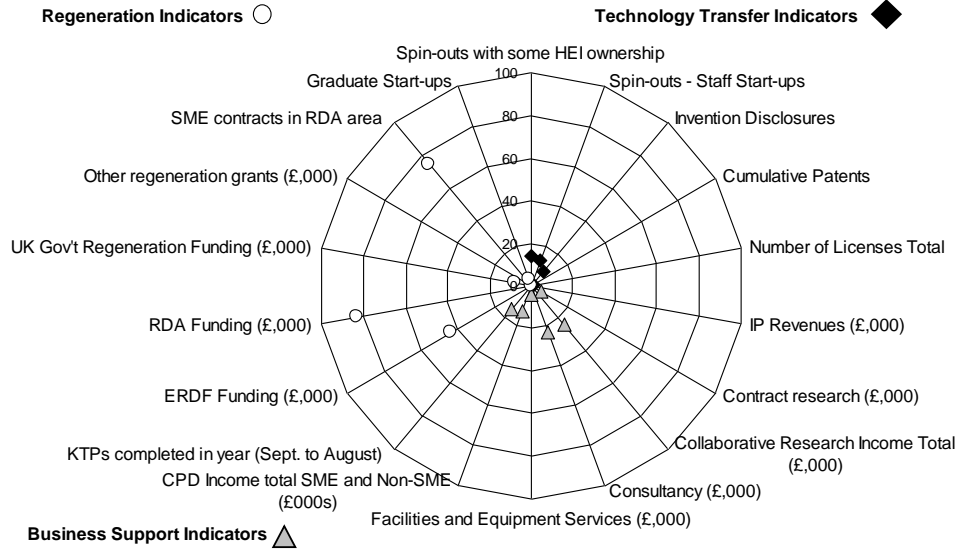 Regeneration Indicators
Technology Transfer Indicators
Spin-outs with some HEI ownership
Graduate Start-ups
100
Spin-outs - Staff Start-ups
SME contracts in RDA area
80
Invention Disclosures
Other regeneration grants (£,000)
60
Cumulative Patents
40
UK Gov't Regeneration Funding (£,000)
20
Number of Licenses Total
0
RDA Funding (£,000)
IP Revenues (£,000)
ERDF Funding (£,000)
Contract research (£,000)
KTPs completed in year (Sept. to August)
Collaborative Research Income Total
(£,000)
CPD Income total SME and Non-SME
(£000s)
Consultancy (£,000)
Facilities and Equipment Services (£,000)
Business Support Indicators